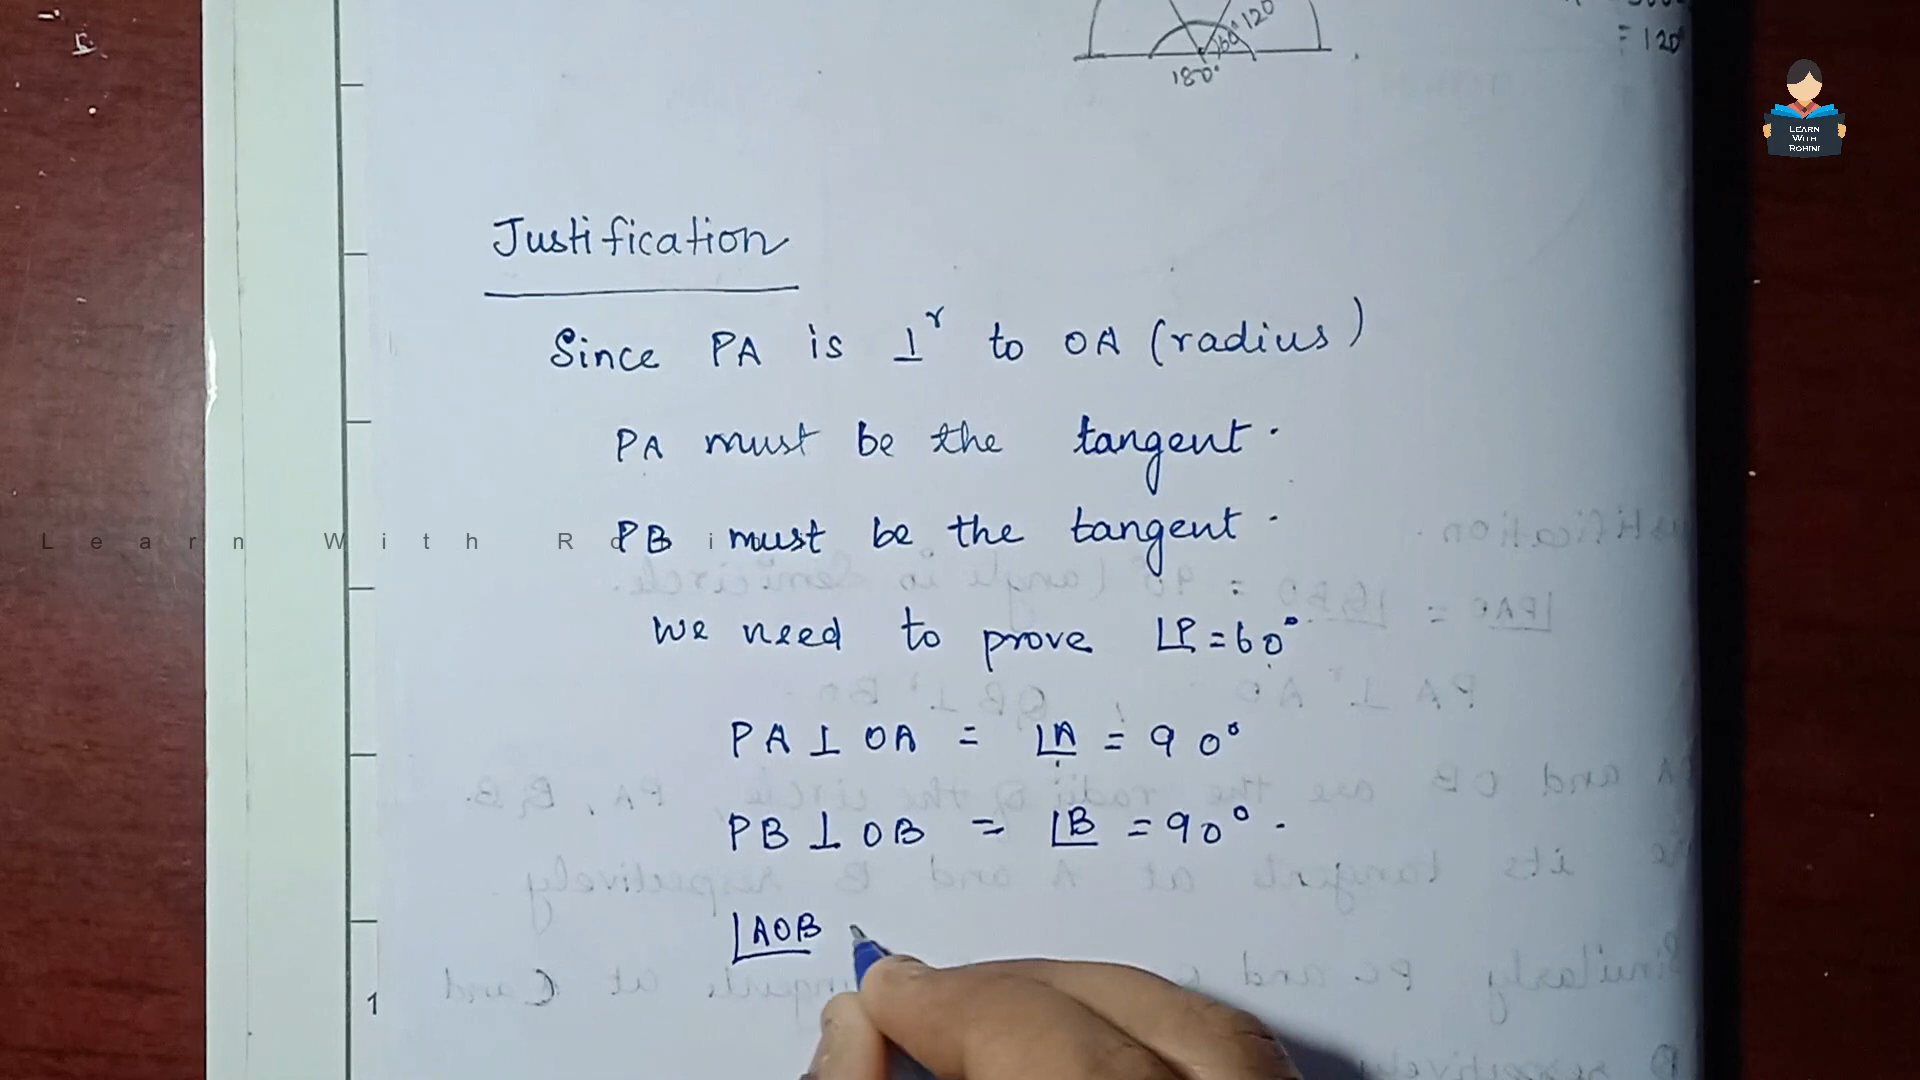 60° 120
180°
= 120°
LEARN
WITH
ROHINI
Justification
Since PA is ⊥ʳ to OA (radius)
PA must be the tangent.
PB must be the tangent.
Learn With R i
We need to prove ∠P = 60°
PA ⊥ OA = ∠A = 90°
PB ⊥ OB = ∠B = 90°.
∠AOB
1